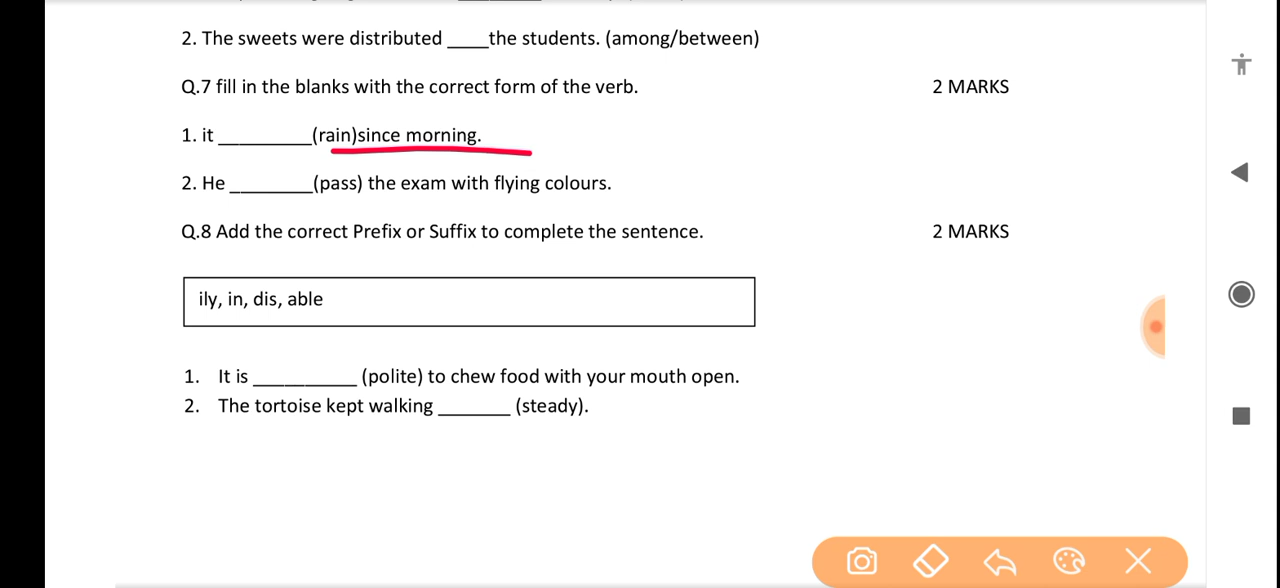 2. The sweets were distributed ____the students. (among/between)
Q.7 fill in the blanks with the correct form of the verb. 2 MARKS
1. it _________(rain)since morning.
2. He ________(pass) the exam with flying colours.
Q.8 Add the correct Prefix or Suffix to complete the sentence. 2 MARKS
ily, in, dis, able
1. It is __________ (polite) to chew food with your mouth open.
2. The tortoise kept walking _______ (steady).